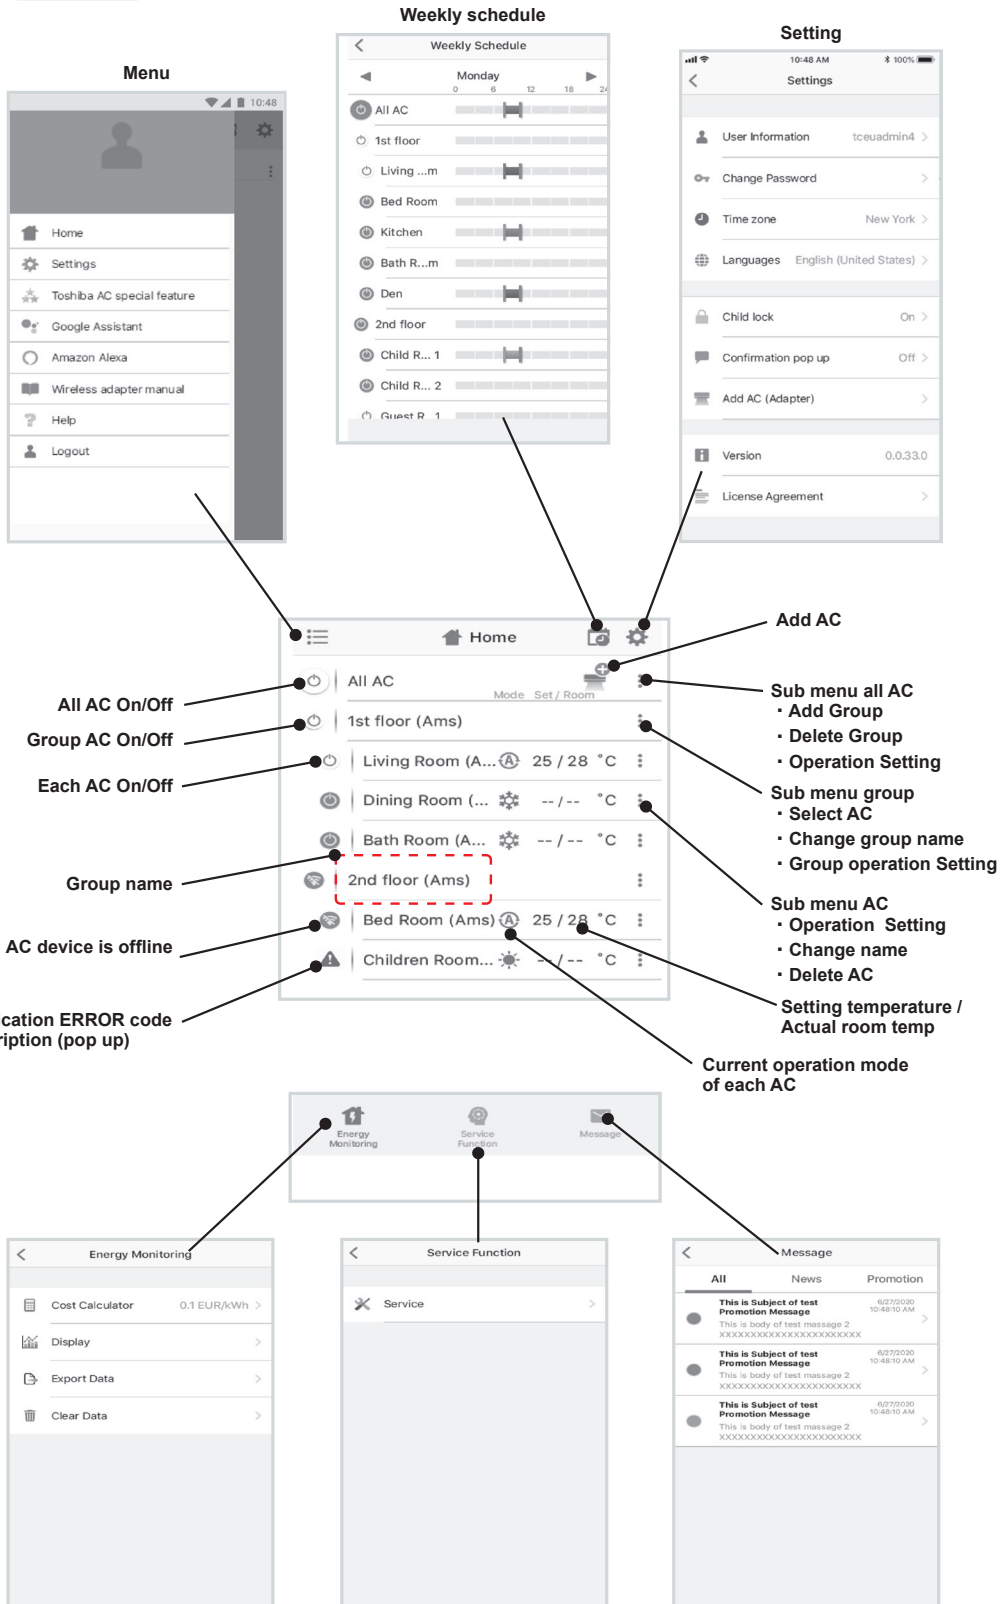 Weekly schedule
Weekly Schedule
Monday
0 6 12 18 24
All AC
1st floor
Living ...m
Bed Room
Kitchen
Bath R...m
Den
2nd floor
Child R... 1
Child R... 2
Guest R 1
Setting
10:48 AM 100%
Settings
User Information tceuadmin4
Change Password
Time zone New York
Languages English (United States)
Child lock On
Confirmation pop up Off
Add AC (Adapter)
Version 0.0.33.0
License Agreement
Menu
10:48
Home
Settings
Toshiba AC special feature
Google Assistant
Amazon Alexa
Wireless adapter manual
Help
Logout
Home
All AC
Mode Set / Room
1st floor (Ams)
Living Room (A... A 25 / 28 °C
Dining Room (... -- / -- °C
Bath Room (A... -- / -- °C
2nd floor (Ams)
Bed Room (Ams) A 25 / 28 °C
Children Room... -- / -- °C
All AC On/Off
Group AC On/Off
Each AC On/Off
Group name
AC device is offline
ication ERROR code
ription (pop up)
Add AC
Sub menu all AC
· Add Group
· Delete Group
· Operation Setting
Sub menu group
· Select AC
· Change group name
· Group operation Setting
Sub menu AC
· Operation Setting
· Change name
· Delete AC
Setting temperature /
Actual room temp
Current operation mode
of each AC
Energy
Monitoring
Service
Function
Message
Energy Monitoring
Cost Calculator 0.1 EUR/kWh
Display
Export Data
Clear Data
Service Function
Service
Message
All News Promotion
This is Subject of test 6/27/2020
Promotion Message 10:48:10 AM
This is body of test massage 2
XXXXXXXXXXXXXXXXXXXXXXX
This is Subject of test 6/27/2020
Promotion Message 10:48:10 AM
This is body of test massage 2
XXXXXXXXXXXXXXXXXXXXXXX
This is Subject of test 6/27/2020
Promotion Message 10:48:10 AM
This is body of test massage 2
XXXXXXXXXXXXXXXXXXXXXXX